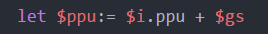 let $ppu:= $i.ppu + $gs